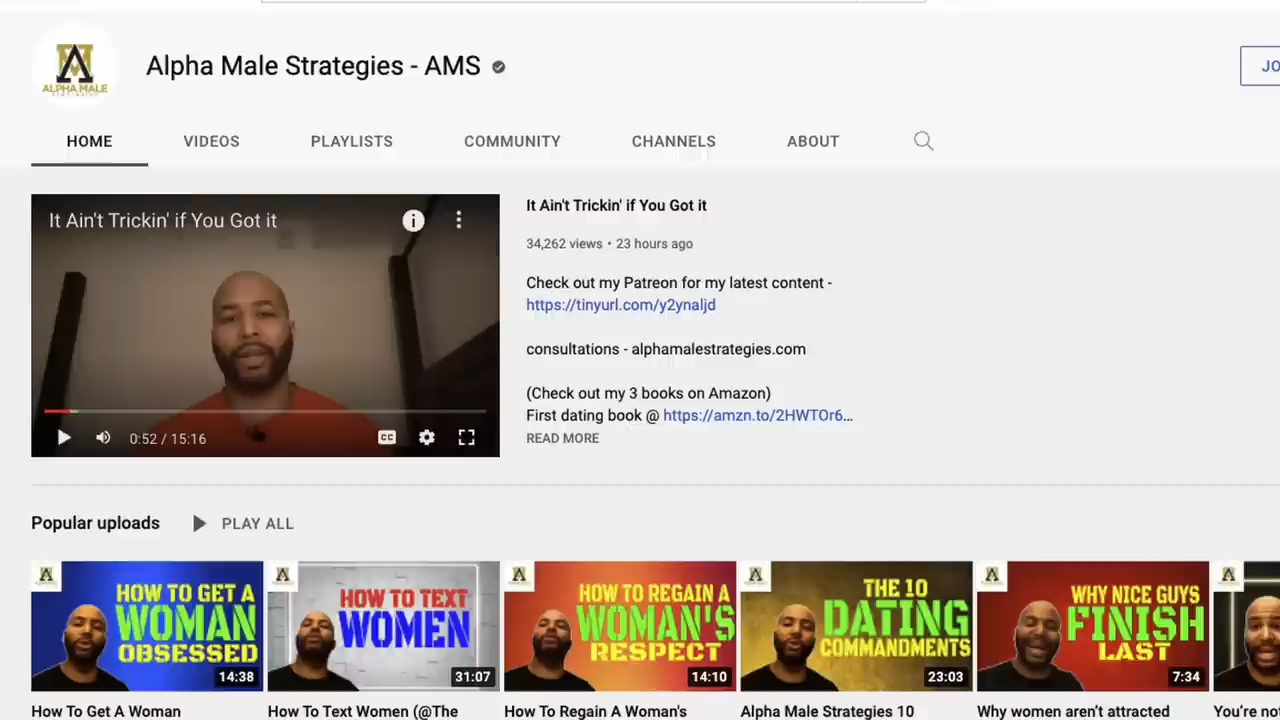 Alpha Male Strategies - AMS
ALPHA MALE
JO
HOME VIDEOS PLAYLISTS COMMUNITY CHANNELS ABOUT
It Ain't Trickin' if You Got it
0:52 / 15:16
CC
It Ain't Trickin' if You Got it
34,262 views • 23 hours ago
Check out my Patreon for my latest content -
https://tinyurl.com/y2ynaljd
consultations - alphamalestrategies.com
(Check out my 3 books on Amazon)
First dating book @ https://amzn.to/2HWTOr6...
READ MORE
Popular uploads PLAY ALL
HOW TO GET A
WOMAN
OBSESSED
14:38
How To Get A Woman
HOW TO TEXT
WOMEN
31:07
How To Text Women (@The
HOW TO REGAIN A
WOMAN'S
RESPECT
14:10
How To Regain A Woman's
THE 10
DATING
COMMANDMENTS
23:03
Alpha Male Strategies 10
WHY NICE GUYS
FINISH
LAST
7:34
Why women aren't attracted
You're no